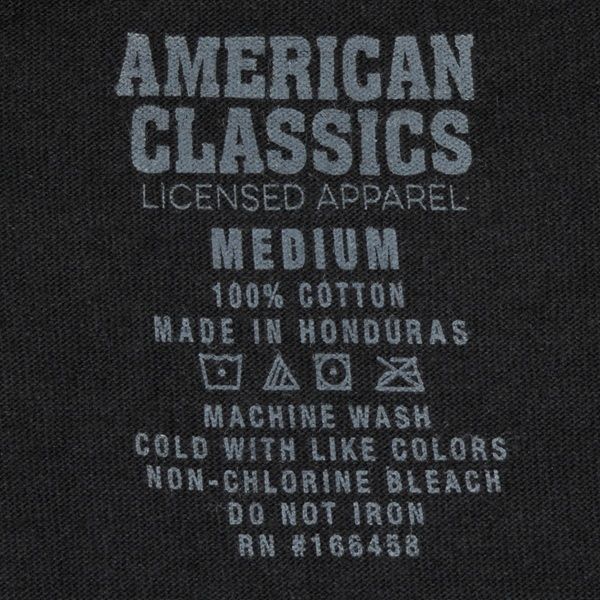 AMERICAN
CLASSICS
LICENSED APPAREL
MEDIUM
100% COTTON
MADE IN HONDURAS
MACHINE WASH
COLD WITH LIKE COLORS
NON-CHLORINE BLEACH
DO NOT IRON
RN #166458